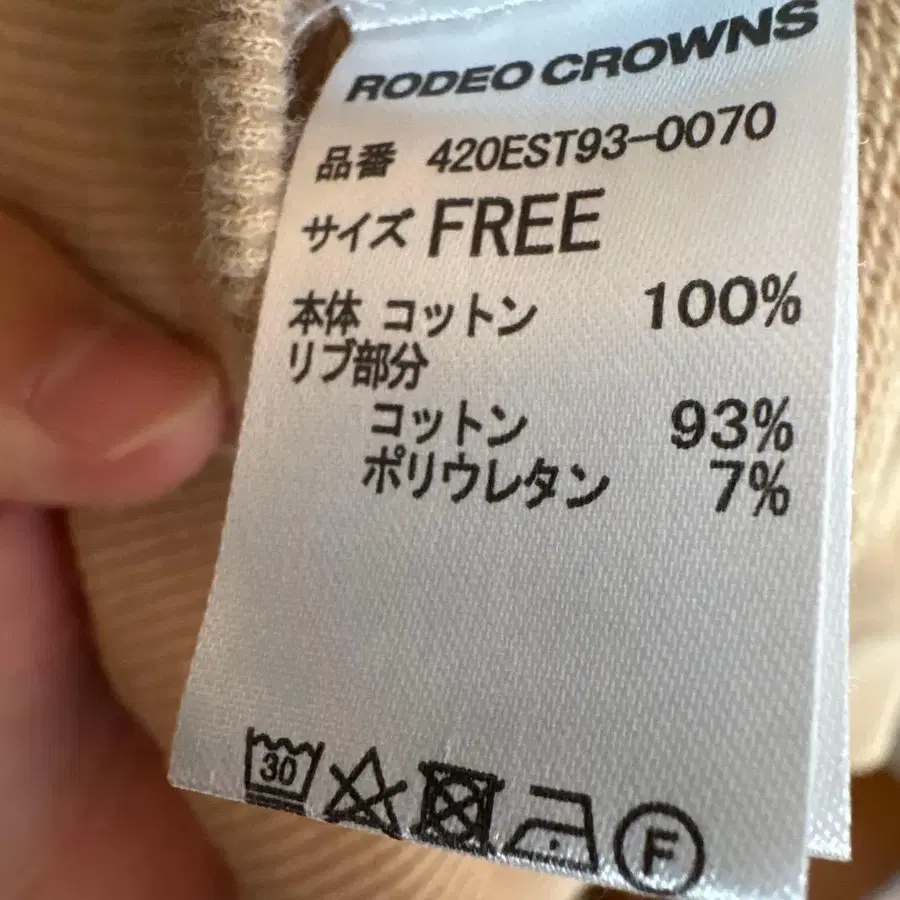 RODEO CROWNS
品番 420EST93-0070
サイズ FREE
本体 コットン 100%
リブ部分
コットン 93%
ポリウレタン 7%
30
F